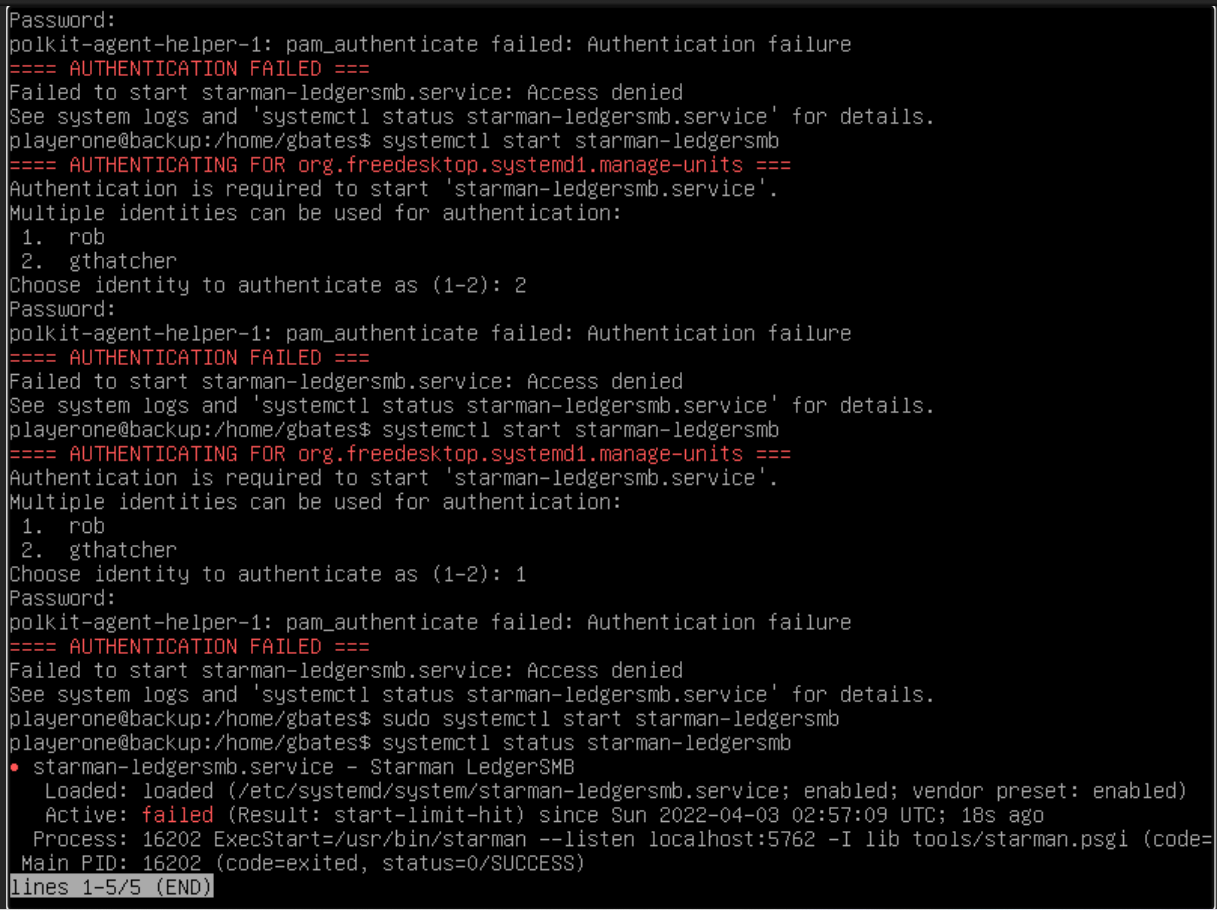 Password:
polkit-agent-helper-1: pam_authenticate failed: Authentication failure
==== AUTHENTICATION FAILED ===
Failed to start starman-ledgersmb.service: Access denied
See system logs and 'systemctl status starman-ledgersmb.service' for details.
playerone@backup:/home/gbates$ systemctl start starman-ledgersmb
==== AUTHENTICATING FOR org.freedesktop.systemd1.manage-units ===
Authentication is required to start 'starman-ledgersmb.service'.
Multiple identities can be used for authentication:
 1.  rob
 2.  gthatcher
Choose identity to authenticate as (1-2): 2
Password:
polkit-agent-helper-1: pam_authenticate failed: Authentication failure
==== AUTHENTICATION FAILED ===
Failed to start starman-ledgersmb.service: Access denied
See system logs and 'systemctl status starman-ledgersmb.service' for details.
playerone@backup:/home/gbates$ systemctl start starman-ledgersmb
==== AUTHENTICATING FOR org.freedesktop.systemd1.manage-units ===
Authentication is required to start 'starman-ledgersmb.service'.
Multiple identities can be used for authentication:
 1.  rob
 2.  gthatcher
Choose identity to authenticate as (1-2): 1
Password:
polkit-agent-helper-1: pam_authenticate failed: Authentication failure
==== AUTHENTICATION FAILED ===
Failed to start starman-ledgersmb.service: Access denied
See system logs and 'systemctl status starman-ledgersmb.service' for details.
playerone@backup:/home/gbates$ sudo systemctl start starman-ledgersmb
playerone@backup:/home/gbates$ systemctl status starman-ledgersmb
• starman-ledgersmb.service - Starman LedgerSMB
   Loaded: loaded (/etc/systemd/system/starman-ledgersmb.service; enabled; vendor preset: enabled)
   Active: failed (Result: start-limit-hit) since Sun 2022-04-03 02:57:09 UTC; 18s ago
  Process: 16202 ExecStart=/usr/bin/starman --listen localhost:5762 -I lib tools/starman.psgi (code=
 Main PID: 16202 (code=exited, status=0/SUCCESS)
lines 1-5/5 (END)